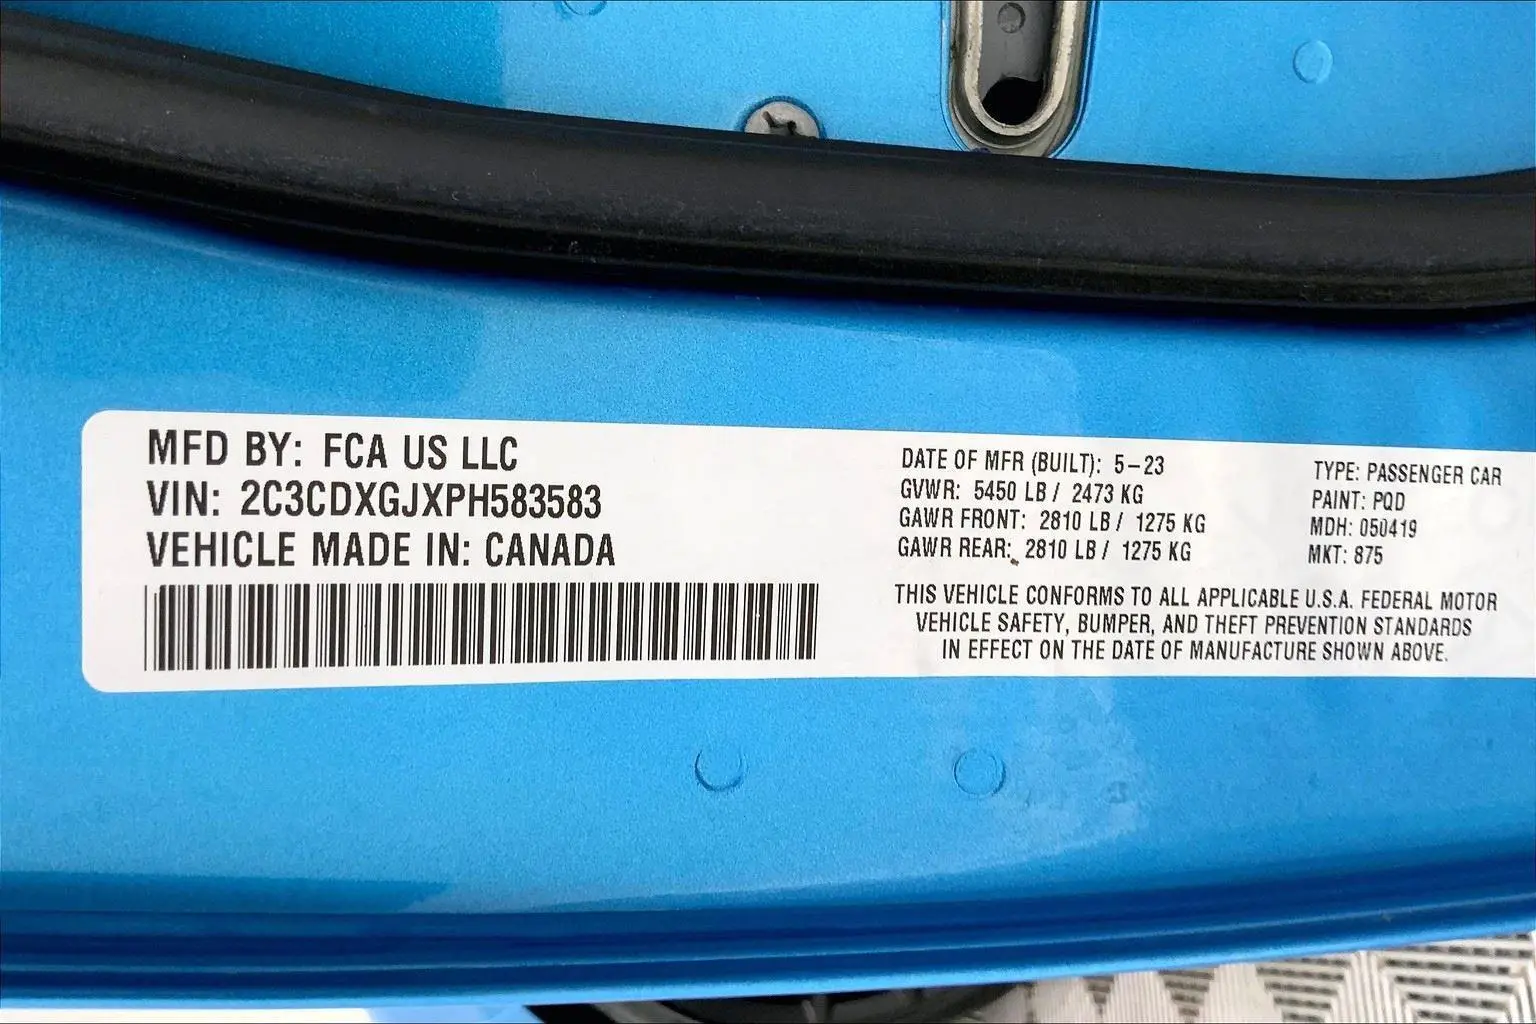 MFD BY: FCA US LLC
VIN: 2C3CDXGJXPH583583
VEHICLE MADE IN: CANADA
DATE OF MFR (BUILT): 5-23
GVWR: 5450 LB / 2473 KG
GAWR FRONT: 2810 LB / 1275 KG
GAWR REAR: 2810 LB / 1275 KG
TYPE: PASSENGER CAR
PAINT: PQD
MDH: 050419
MKT: 875
THIS VEHICLE CONFORMS TO ALL APPLICABLE U.S.A. FEDERAL MOTOR
VEHICLE SAFETY, BUMPER, AND THEFT PREVENTION STANDARDS
IN EFFECT ON THE DATE OF MANUFACTURE SHOWN ABOVE.